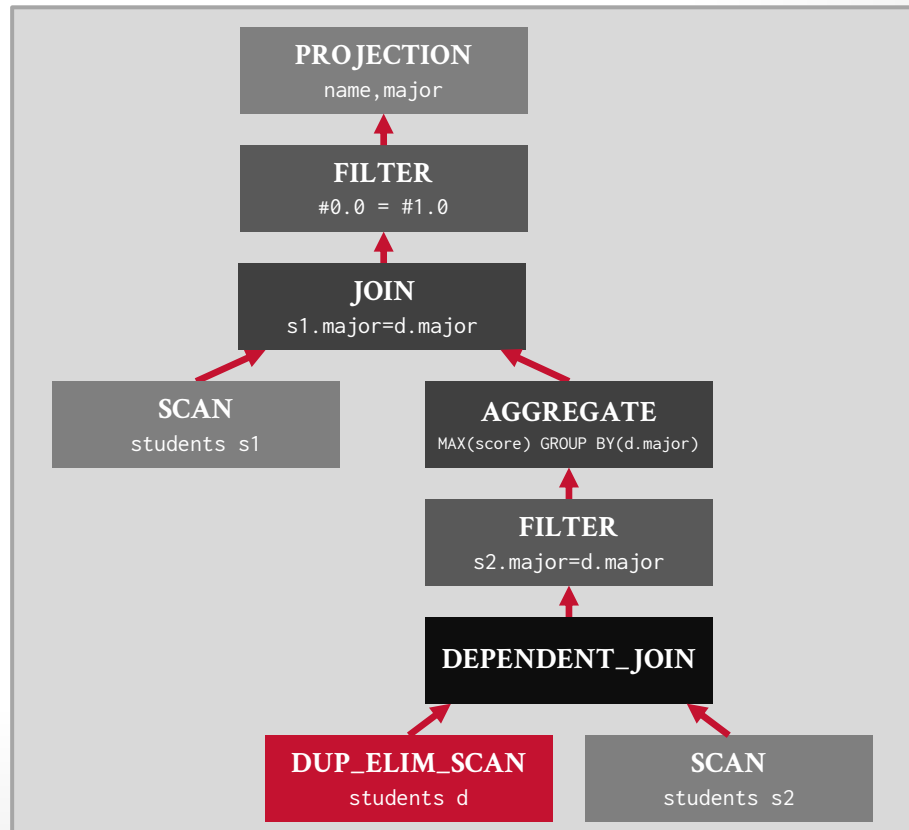 PROJECTION
name,major
FILTER
#0.0 = #1.0
JOIN
s1.major=d.major
SCAN
students s1
AGGREGATE
MAX(score) GROUP BY(d.major)
FILTER
s2.major=d.major
DEPENDENT_JOIN
DUP_ELIM_SCAN
students d
SCAN
students s2